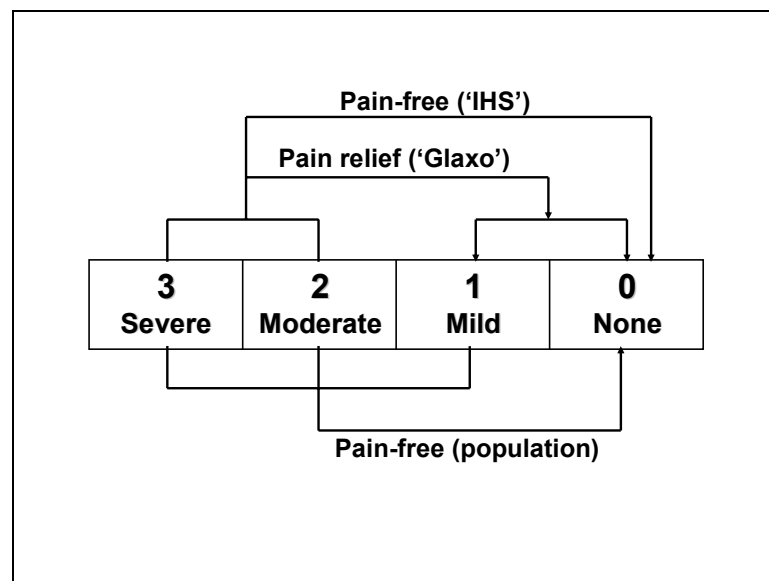 Pain-free (‘IHS’)
Pain relief (‘Glaxo’)
3 2 1 0
Severe Moderate Mild None
Pain-free (population)